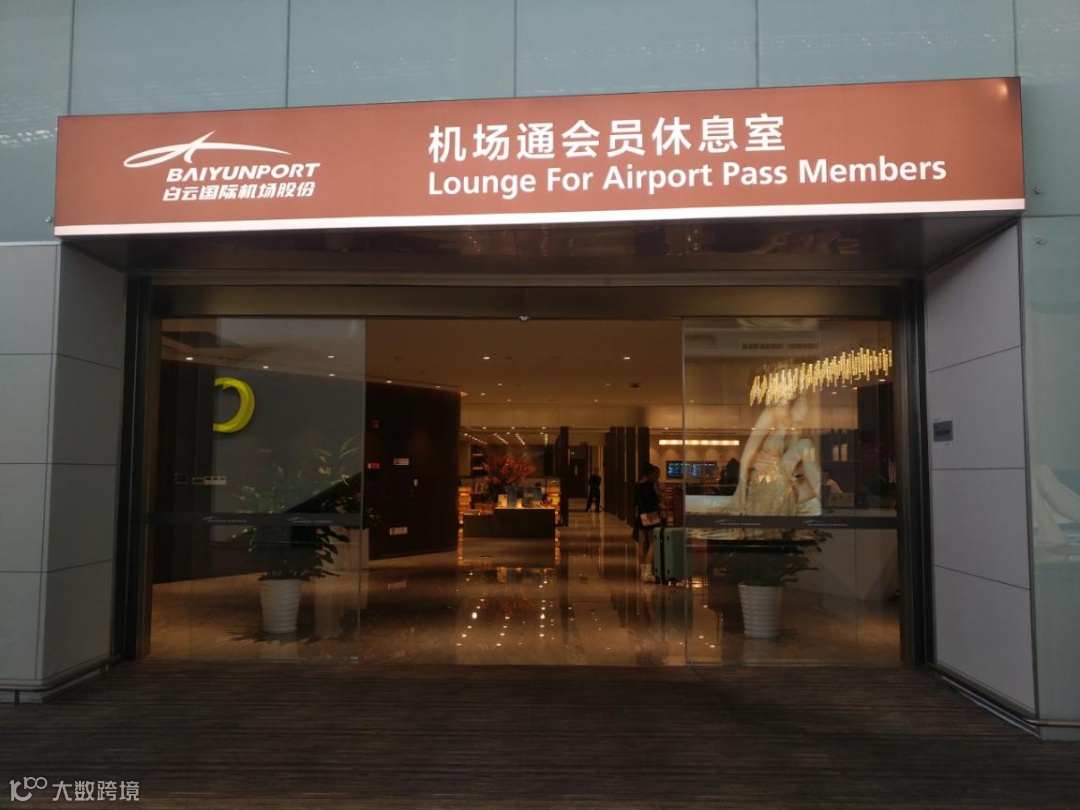 机场通会员休息室
Lounge For Airport Pass Members
BAIYUNPORT
白云国际机场股份
大数跨境